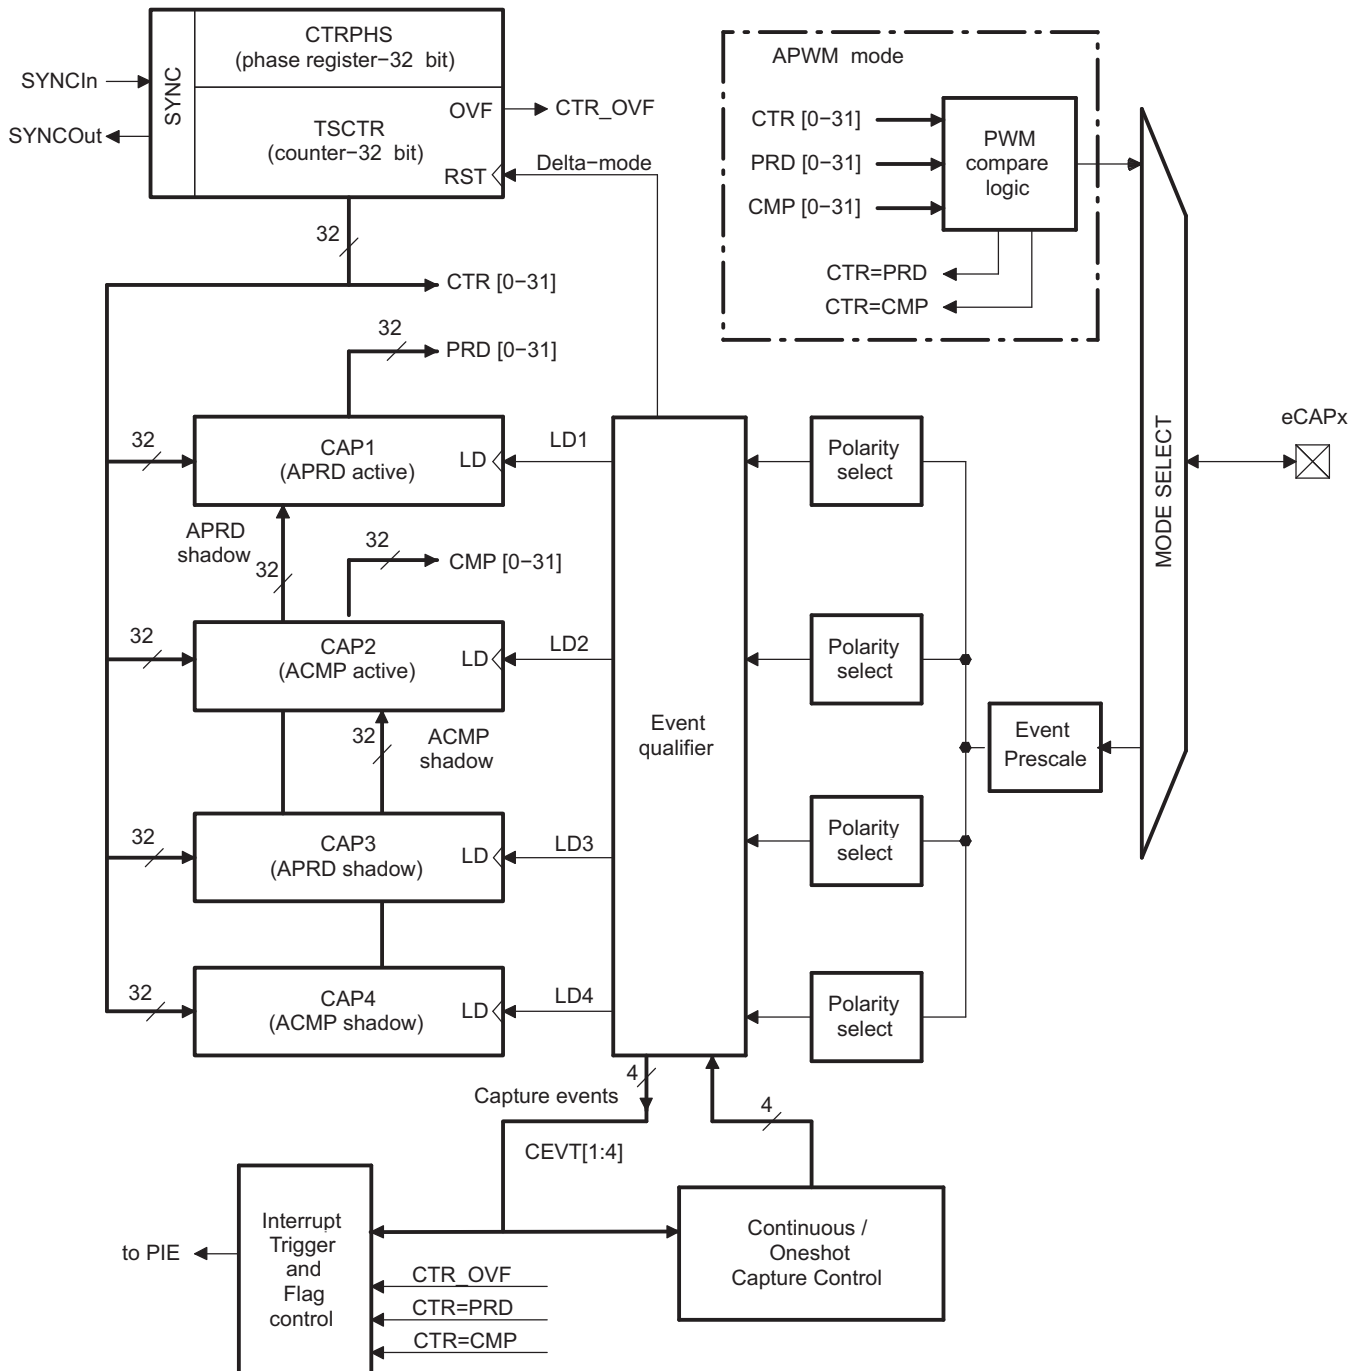 CTRPHS
(phase register−32 bit)
APWM mode
SYNCIn
SYNC
OVF
CTR_OVF
CTR [0−31]
SYNCOut
TSCTR
(counter−32 bit)
PWM
compare
logic
Delta−mode
PRD [0−31]
RST
CMP [0−31]
32
CTR=PRD
CTR [0−31]
CTR=CMP
32
PRD [0−31]
eCAPx
MODE SELECT
32
CAP1
(APRD active)
LD
LD1
Polarity
select
APRD
shadow
32
32
CMP [0−31]
32
CAP2
(ACMP active)
LD
LD2
Polarity
select
32
ACMP
shadow
Event
qualifier
Event
Prescale
32
CAP3
(APRD shadow)
LD
LD3
Polarity
select
32
CAP4
(ACMP shadow)
LD
LD4
Polarity
select
4
Capture events
4
CEVT[1:4]
to PIE
Interrupt
Trigger
and
Flag
control
Continuous /
Oneshot
Capture Control
CTR_OVF
CTR=PRD
CTR=CMP